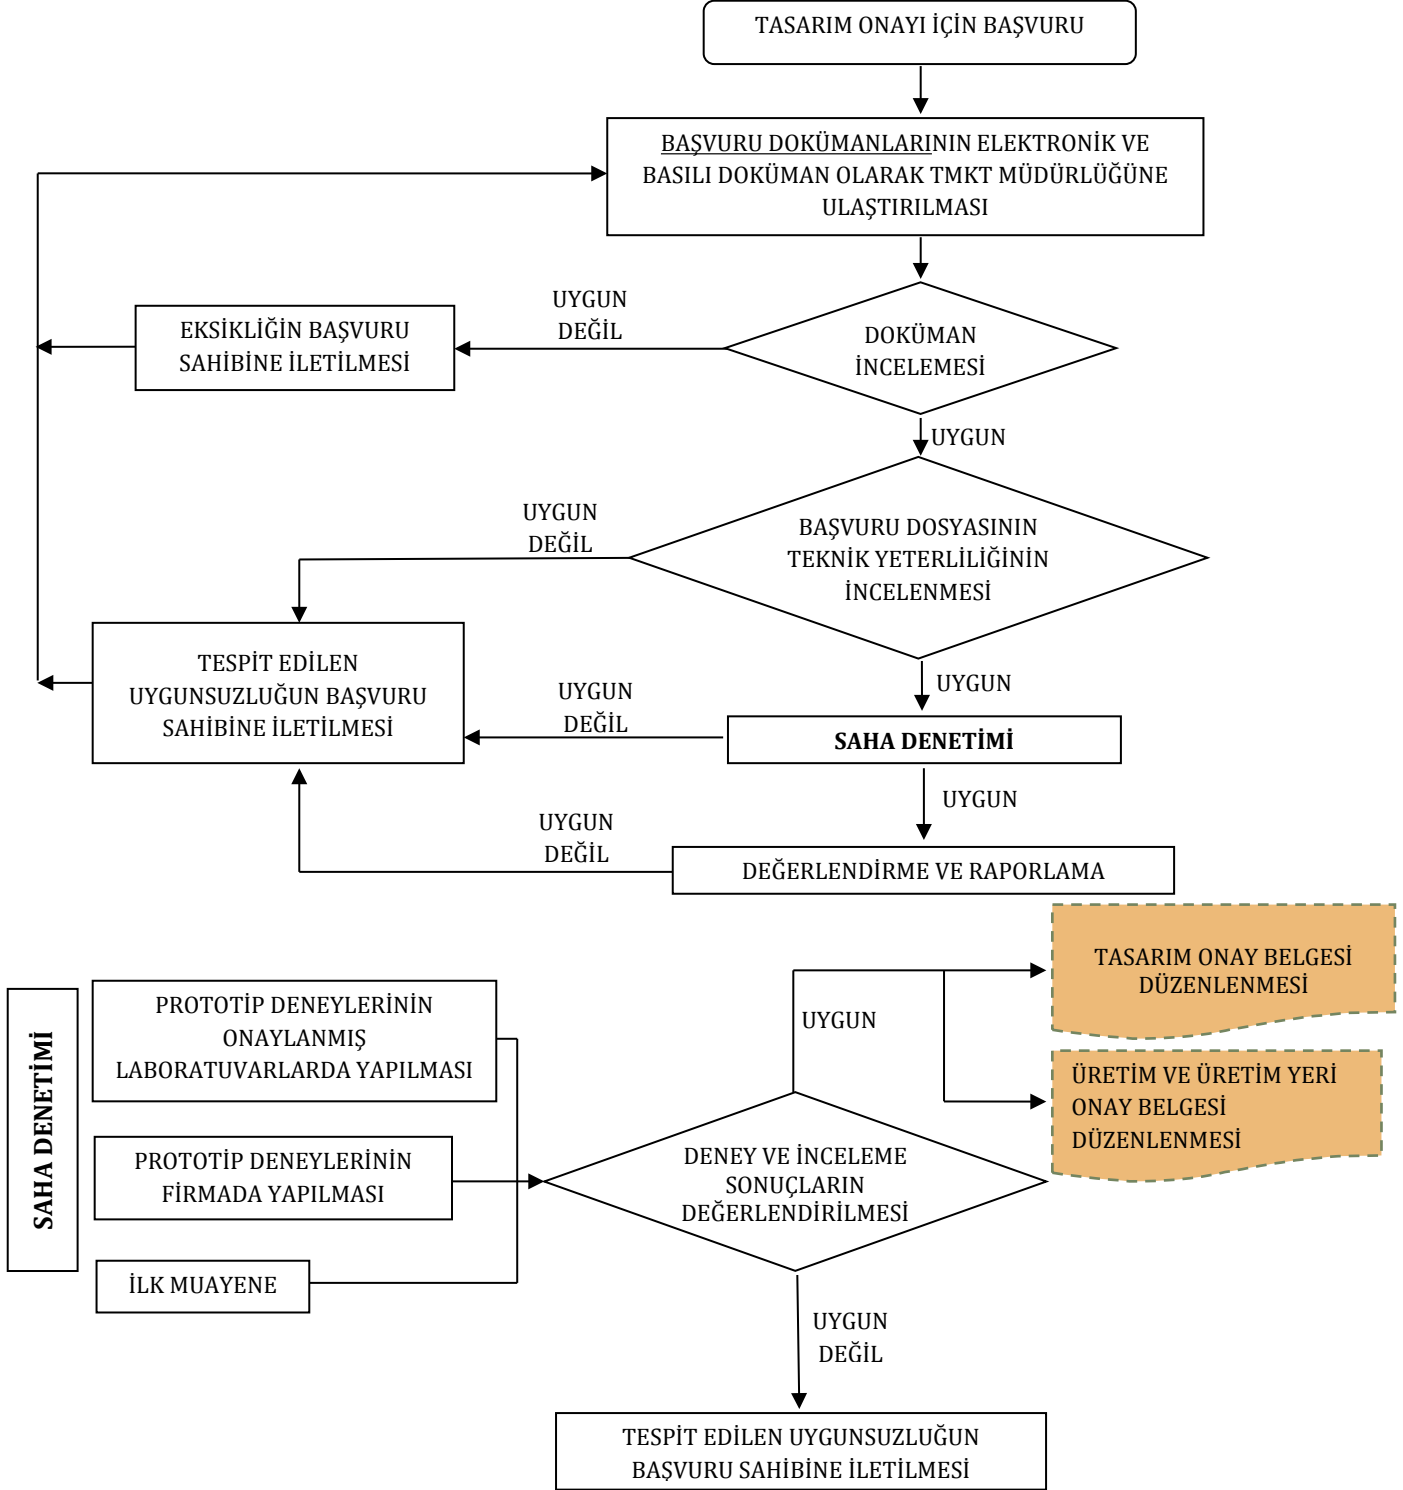 TASARIM ONAYI İÇİN BAŞVURU
BAŞVURU DOKÜMANLARININ ELEKTRONİK VE
BASILI DOKÜMAN OLARAK TMKT MÜDÜRLÜĞÜNE
ULAŞTIRILMASI
UYGUN
DEĞİL
EKSİKLİĞİN BAŞVURU
SAHİBİNE İLETİLMESİ
DOKÜMAN
İNCELEMESİ
UYGUN
UYGUN
DEĞİL
BAŞVURU DOSYASININ
TEKNİK YETERLİLİĞİNİN
İNCELENMESİ
TESPİT EDİLEN
UYGUNSUZLUĞUN BAŞVURU
SAHİBİNE İLETİLMESİ
UYGUN
UYGUN
DEĞİL
SAHA DENETİMİ
UYGUN
UYGUN
DEĞİL
DEĞERLENDİRME VE RAPORLAMA
TASARIM ONAY BELGESİ
DÜZENLENMESİ
SAHA DENETİMİ
PROTOTİP DENEYLERİNİN
ONAYLANMIŞ
LABORATUVARLARDA YAPILMASI
UYGUN
ÜRETİM VE ÜRETİM YERİ
ONAY BELGESİ
DÜZENLENMESİ
PROTOTİP DENEYLERİNİN
FİRMADA YAPILMASI
DENEY VE İNCELEME
SONUÇLARIN
DEĞERLENDİRİLMESİ
İLK MUAYENE
UYGUN
DEĞİL
TESPİT EDİLEN UYGUNSUZLUĞUN
BAŞVURU SAHİBİNE İLETİLMESİ